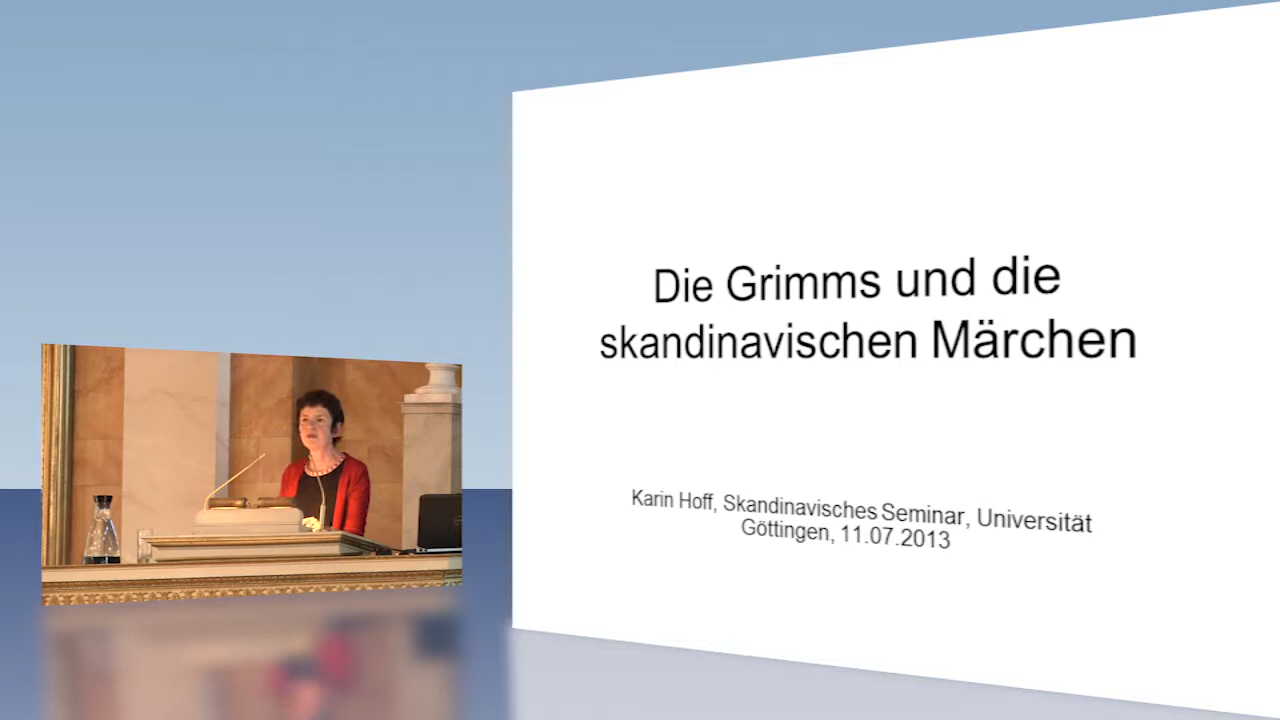 Die Grimms und die
skandinavischen Märchen
Karin Hoff, Skandinavisches Seminar, Universität
Göttingen, 11.07.2013